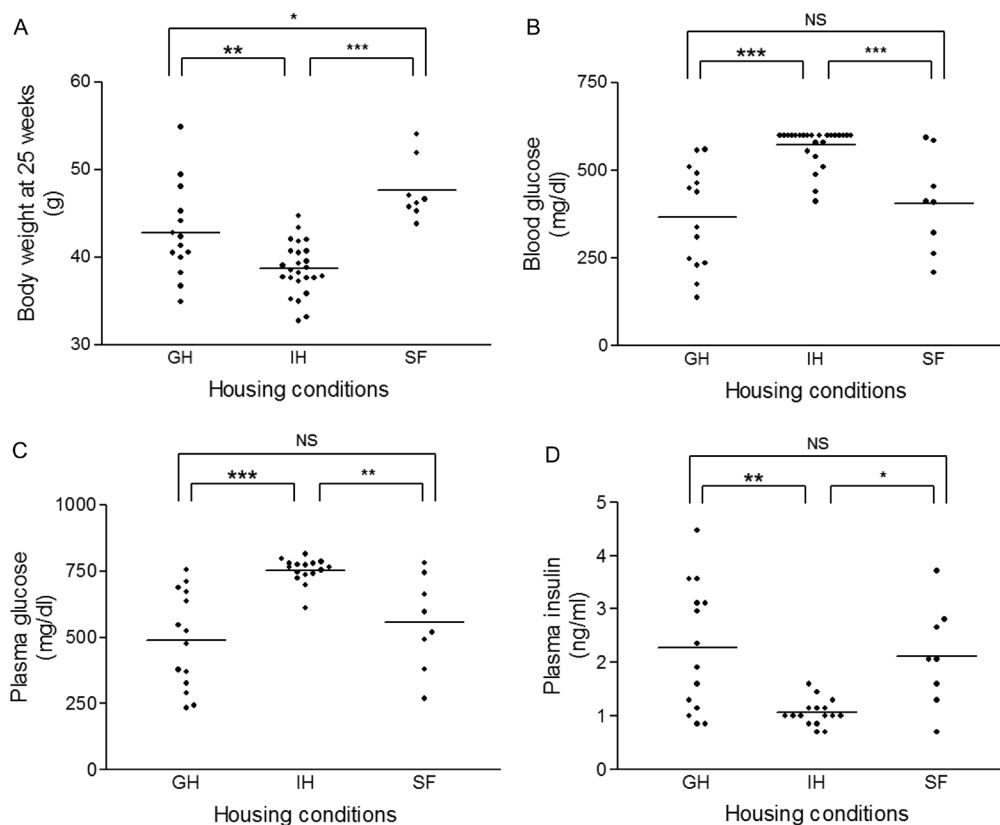 A
*
**
***
60
50
40
30
Body weight at 25 weeks
(g)
GH
IH
SF
Housing conditions
B
NS
***
***
750
500
250
0
Blood glucose
(mg/dl)
GH
IH
SF
Housing conditions
C
NS
***
**
1000
750
500
250
0
Plasma glucose
(mg/dl)
GH
IH
SF
Housing conditions
D
NS
**
*
5
4
3
2
1
0
Plasma insulin
(ng/ml)
GH
IH
SF
Housing conditions